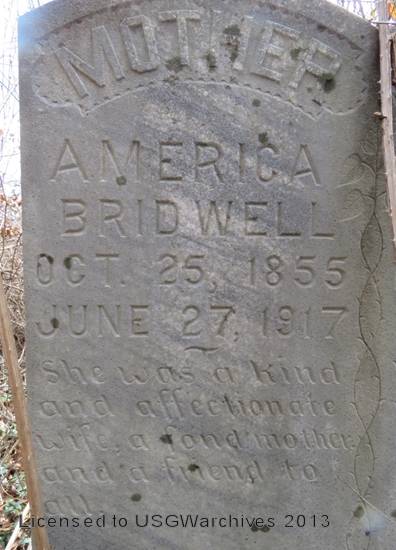 MOTHER
AMERICA
BRIDWELL
OCT. 25, 1855
JUNE 27, 1917
She was a kind
and affectionate
wife, a fond mother
and a friend to
all.
Licensed to USGWarchives 2013